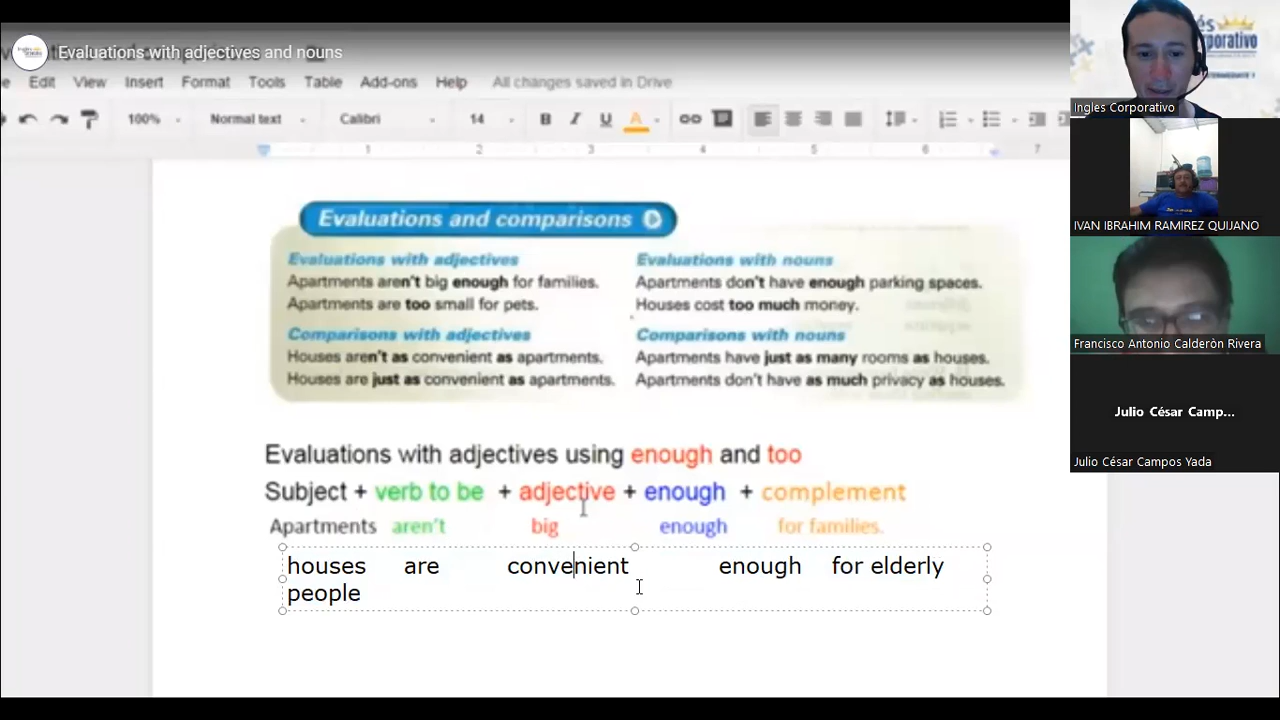 Evaluations with adjectives and nouns
Edit View Insert Format Tools Table Add-ons Help All changes saved in Drive
100% Normal text Calibri 14 B I U A
1 2 3 4 5 6 7
Evaluations and comparisons
Evaluations with adjectives
Apartments aren't big enough for families.
Apartments are too small for pets.
Comparisons with adjectives
Houses aren't as convenient as apartments.
Houses are just as convenient as apartments.
Evaluations with nouns
Apartments don't have enough parking spaces.
Houses cost too much money.
Comparisons with nouns
Apartments have just as many rooms as houses.
Apartments don't have as much privacy as houses.
Evaluations with adjectives using enough and too
Subject + verb to be + adjective + enough + complement
Apartments aren't big enough for families.
houses are convenient enough for elderly
people
Ingles Corporativo
IVAN IBRAHIM RAMIREZ QUIJANO
Francisco Antonio Calderòn Rivera
Julio César Camp...
Julio César Campos Yada